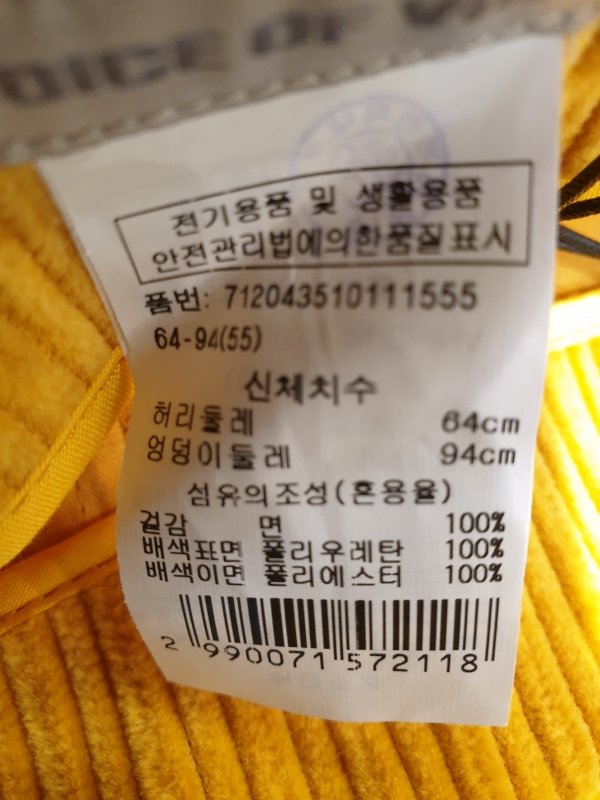 OICE OF
전기용품 및 생활용품
안전관리법에의한품질표시
품번: 712043510111555
64-94(55)
신체치수
허리둘레 64cm
엉덩이둘레 94cm
섬유의조성(혼용율)
겉감 면 100%
배색표면 폴리우레탄 100%
배색이면 폴리에스터 100%
2 990071 572118